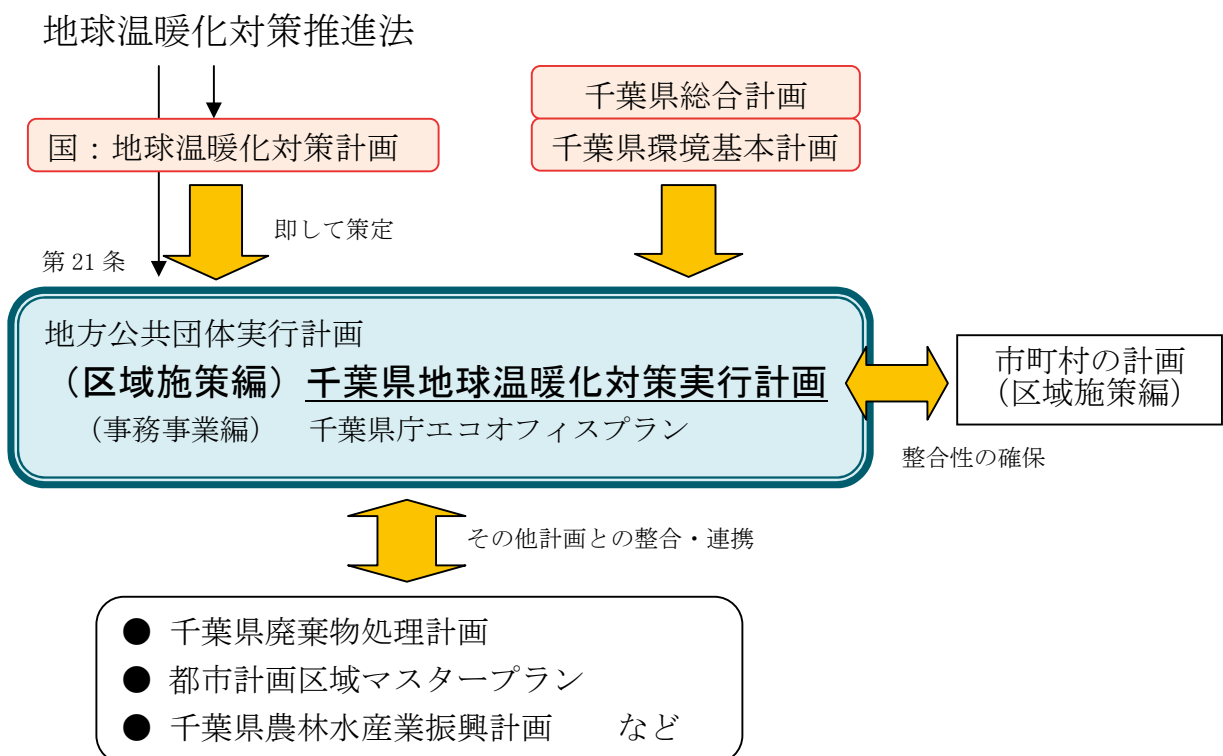 地球温暖化対策推進法
千葉県総合計画
国：地球温暖化対策計画
千葉県環境基本計画
即して策定
第21条
地方公共団体実行計画
（区域施策編）千葉県地球温暖化対策実行計画
（事務事業編）　千葉県庁エコオフィスプラン
市町村の計画
（区域施策編）
整合性の確保
その他計画との整合・連携
● 千葉県廃棄物処理計画
● 都市計画区域マスタープラン
● 千葉県農林水産業振興計画　など